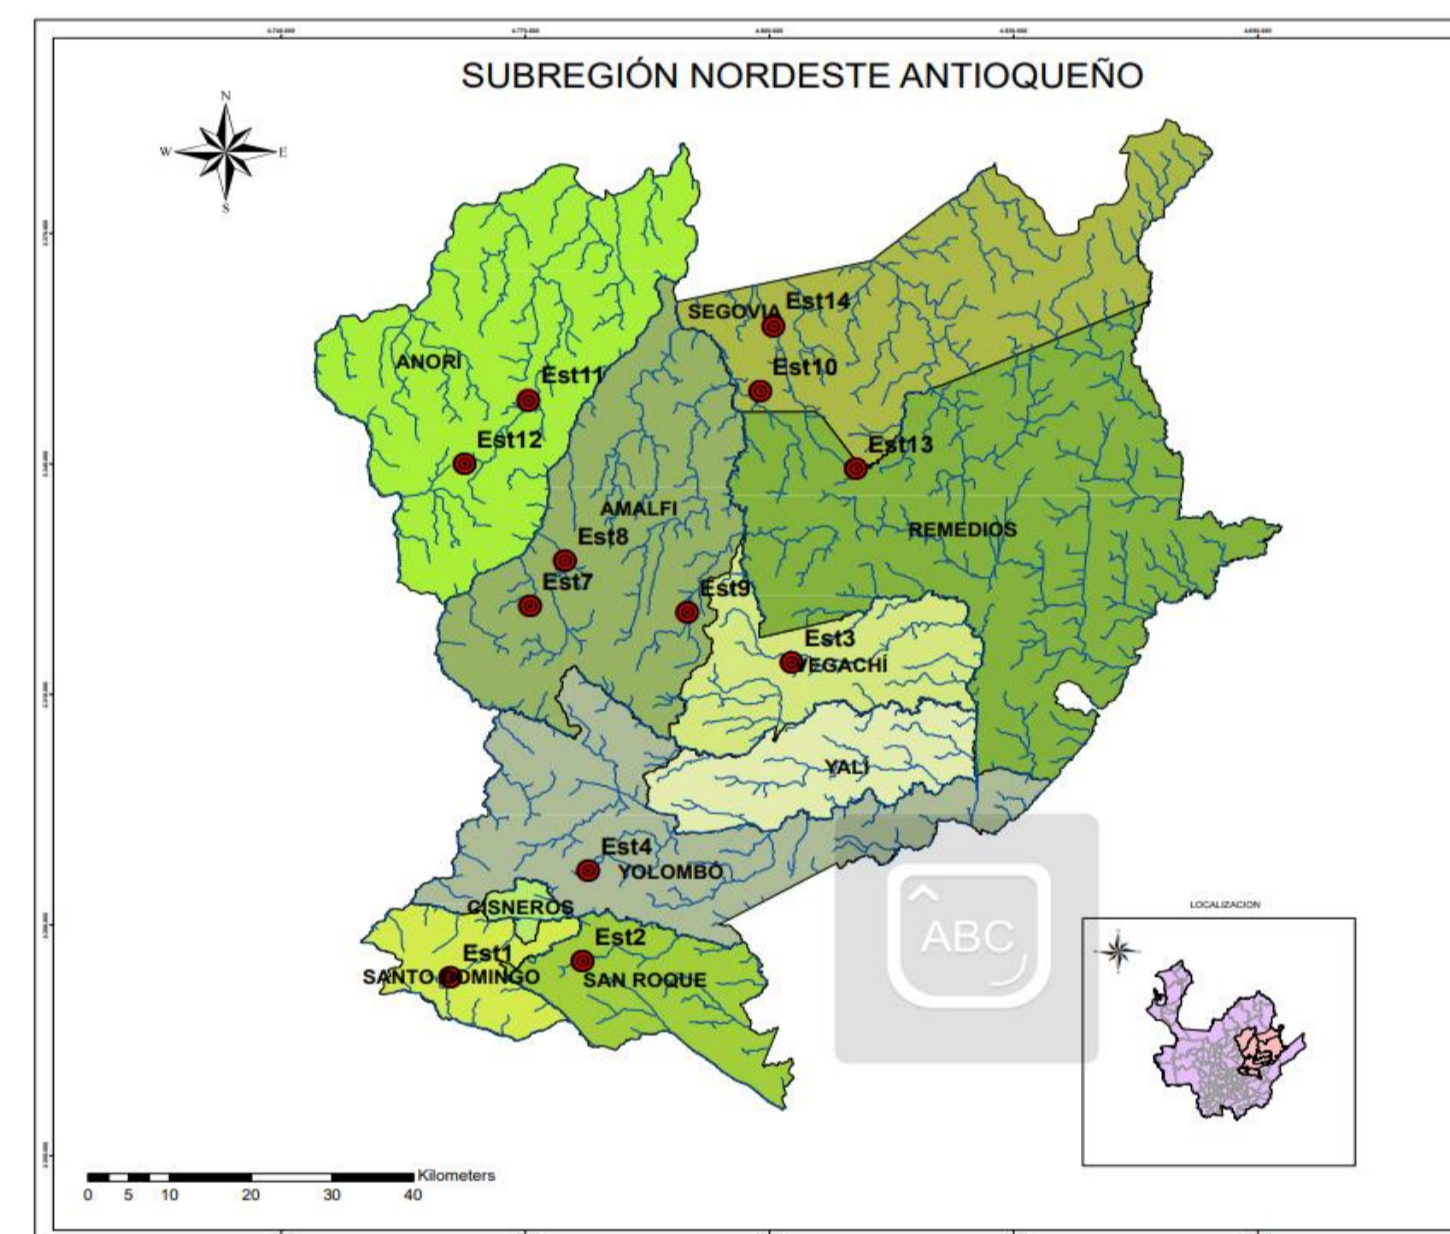 SUBREGIÓN NORDESTE ANTIOQUEÑO
N
W E
S
Est14
SEGOVIA
ANORÍ
Est10
Est11
Est12
Est13
AMALFI
REMEDIOS
Est8
Est7
Est9
Est3
VEGACHÍ
YALÍ
Est4
YOLOMBÓ
CISNEROS
ABC
LOCALIZACION
Est2
Est1
SANTO DOMINGO
SAN ROQUE
Kilometers
0 5 10 20 30 40